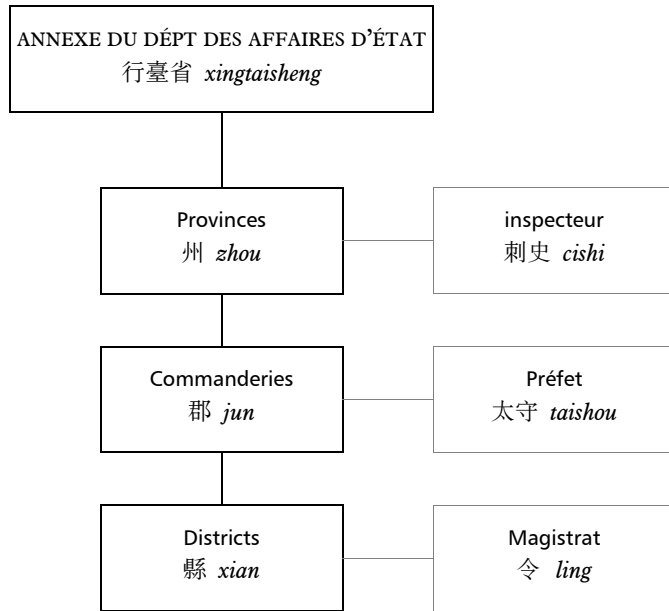 ANNEXE DU DÉPT DES AFFAIRES D’ÉTAT
行臺省 xingtaisheng
Provinces
州 zhou
inspecteur
刺史 cishi
Commanderies
郡 jun
Préfet
太守 taishou
Districts
縣 xian
Magistrat
令 ling